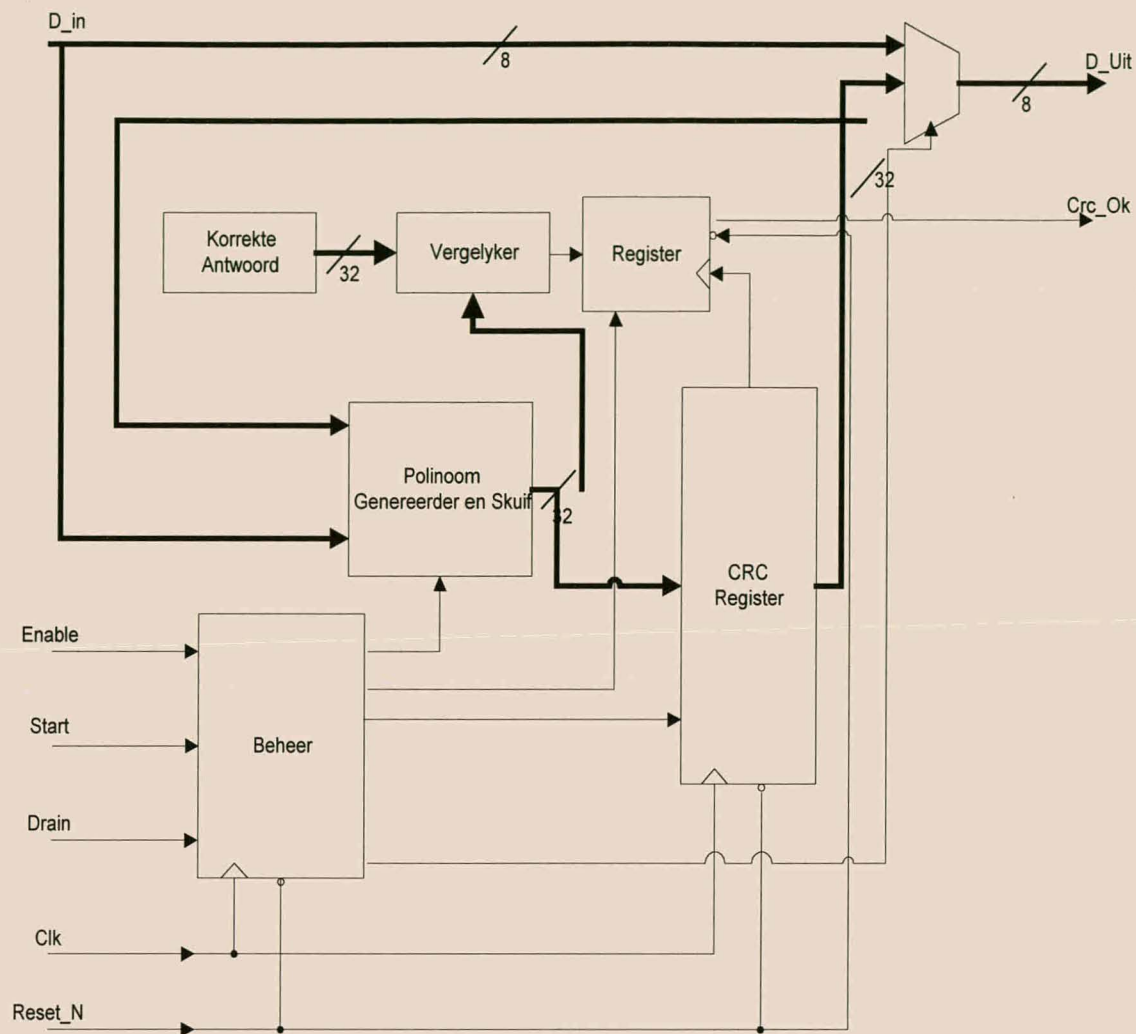 D_in
8
D_Uit
8
32
Crc_Ok
Korrekte
Antwoord
32
Vergelyker
Register
Polinoom
Genereerder en Skuif
32
CRC
Register
Enable
Start
Beheer
Drain
Clk
Reset_N